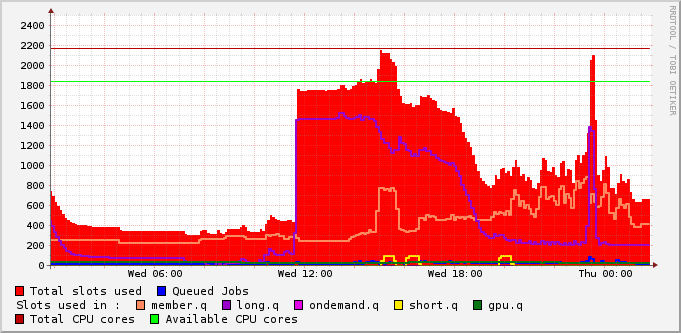 RRDTOOL / TOBI OETIKER
2400
2200
2000
1800
1600
1400
1200
1000
800
600
400
200
0
Wed 06:00 Wed 12:00 Wed 18:00 Thu 00:00
Total slots used Queued Jobs
Slots used in : member.q long.q ondemand.q short.q gpu.q
Total CPU cores Available CPU cores